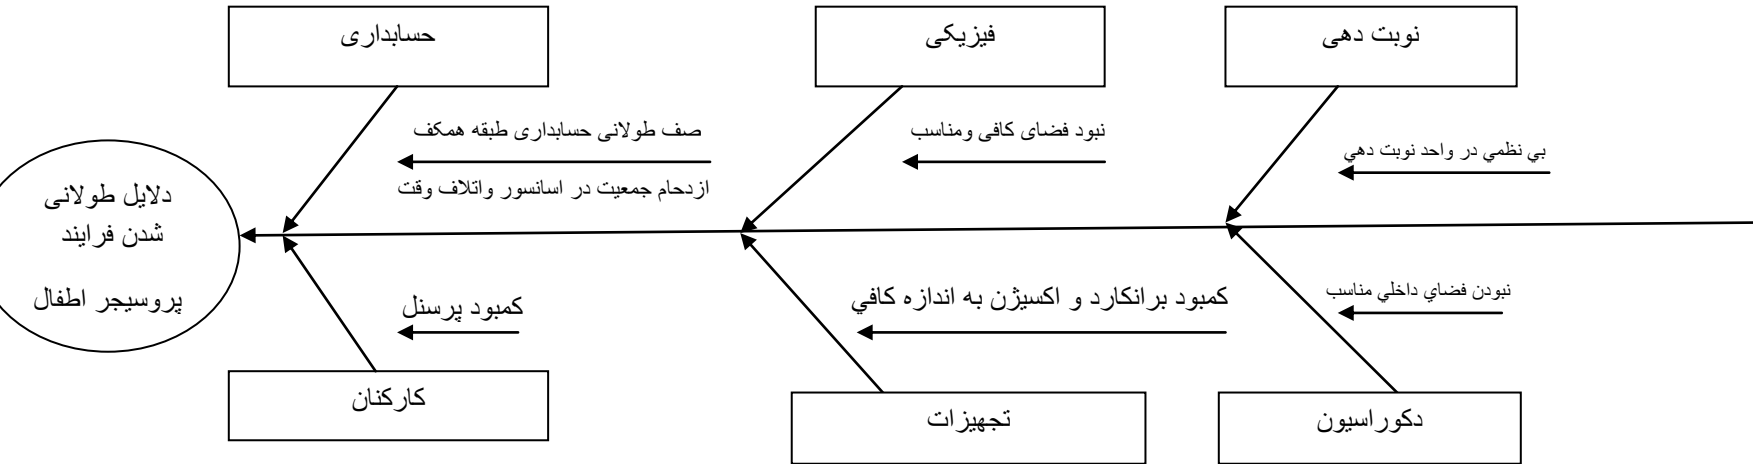 نوبت دهی
فیزیکی
حسابداری
صف طولانی حسابداری طبقه همکف
ازدحام جمعیت در اسانسور واتلاف وقت
نبود فضای کافی ومناسب
بي نظمي در واحد نوبت دهي
دلایل طولانی
شدن فرایند
پروسیجر اطفال
نبودن فضاي داخلي مناسب
کمبود برانکارد و اکسیژن به اندازه کافي
کمبود پرسنل
دکوراسیون
تجهیزات
کارکنان